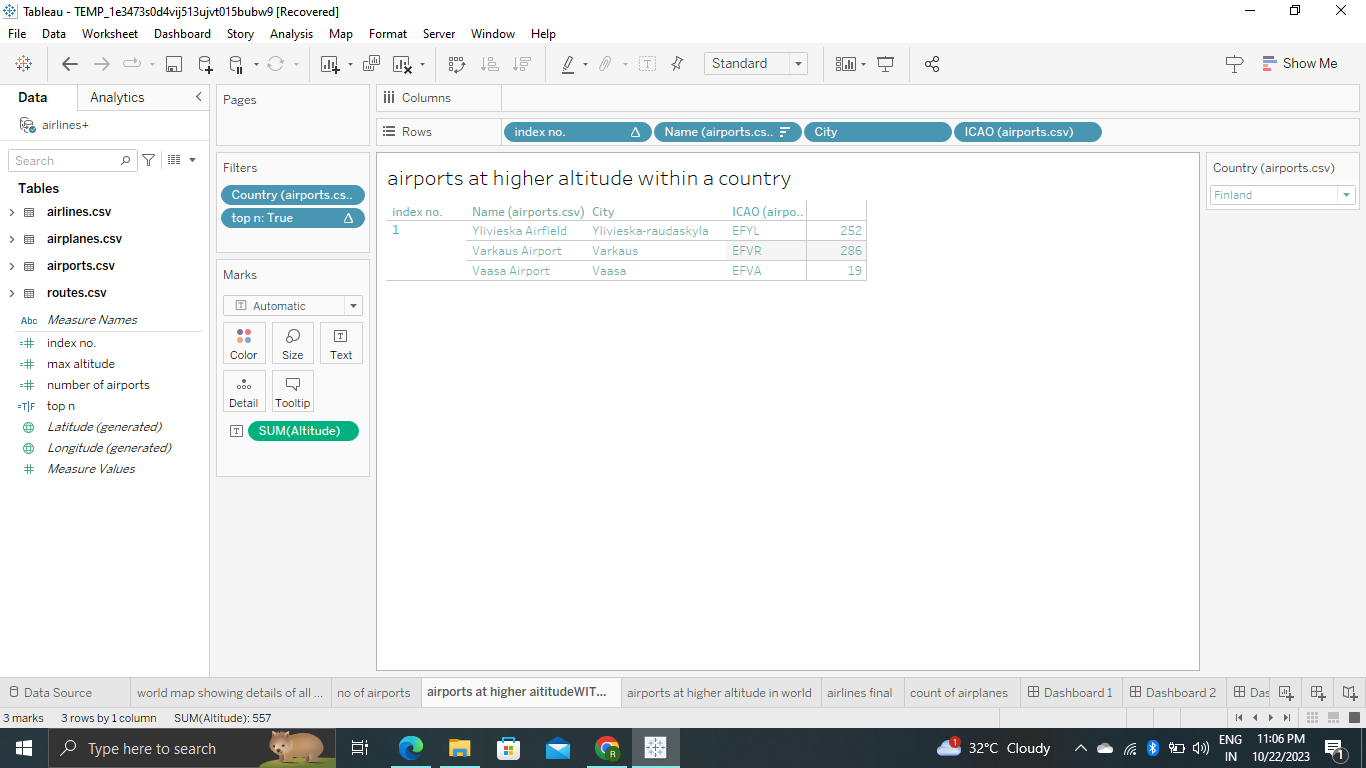 Tableau - TEMP_1e3473s0d4vij513ujvt015bubw9 [Recovered]
File Data Worksheet Dashboard Story Analysis Map Format Server Window Help
Standard
Show Me
Data Analytics
airlines+
Search
Tables
airlines.csv
airplanes.csv
airports.csv
routes.csv
Abc Measure Names
index no.
max altitude
number of airports
T|F top n
Latitude (generated)
Longitude (generated)
Measure Values
Pages
Filters
Country (airports.cs..
top n: True
Marks
Automatic
Color Size Text
Detail Tooltip
SUM(Altitude)
Columns
Rows index no. Name (airports.cs.. City ICAO (airports.csv)
airports at higher altitude within a country
index no. Name (airports.csv) City ICAO (airpo..
1 Ylivieska Airfield Ylivieska-raudaskyla EFYL 252
Varkaus Airport Varkaus EFVR 286
Vaasa Airport Vaasa EFVA 19
Country (airports.csv)
Finland
Data Source world map showing details of all ... no of airports airports at higher aititudeWIT... airports at higher altitude in world airlines final count of airplanes Dashboard 1 Dashboard 2 Das
3 marks 3 rows by 1 column SUM(Altitude): 557
Type here to search
1 32°C Cloudy
ENG
IN
11:06 PM
10/22/2023
1